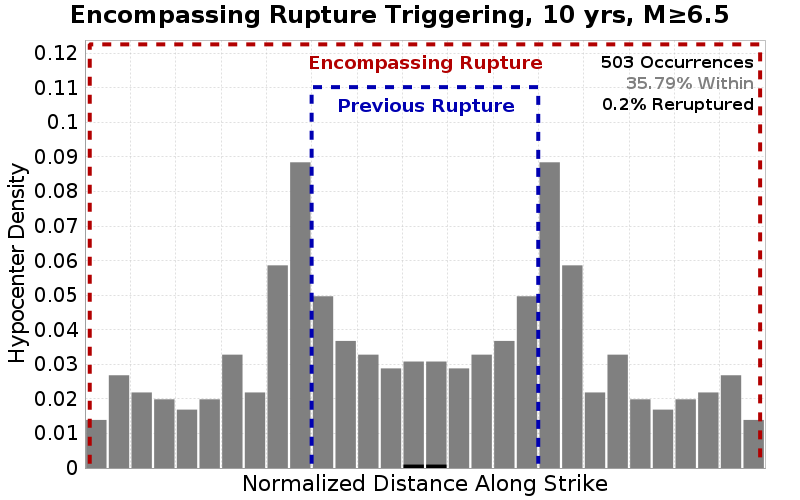 Encompassing Rupture Triggering, 10 yrs, M≥6.5
Encompassing Rupture
503 Occurrences
35.79% Within
0.2% Reruptured
Previous Rupture
Hypocenter Density
0.12
0.11
0.1
0.09
0.08
0.07
0.06
0.05
0.04
0.03
0.02
0.01
0
Normalized Distance Along Strike